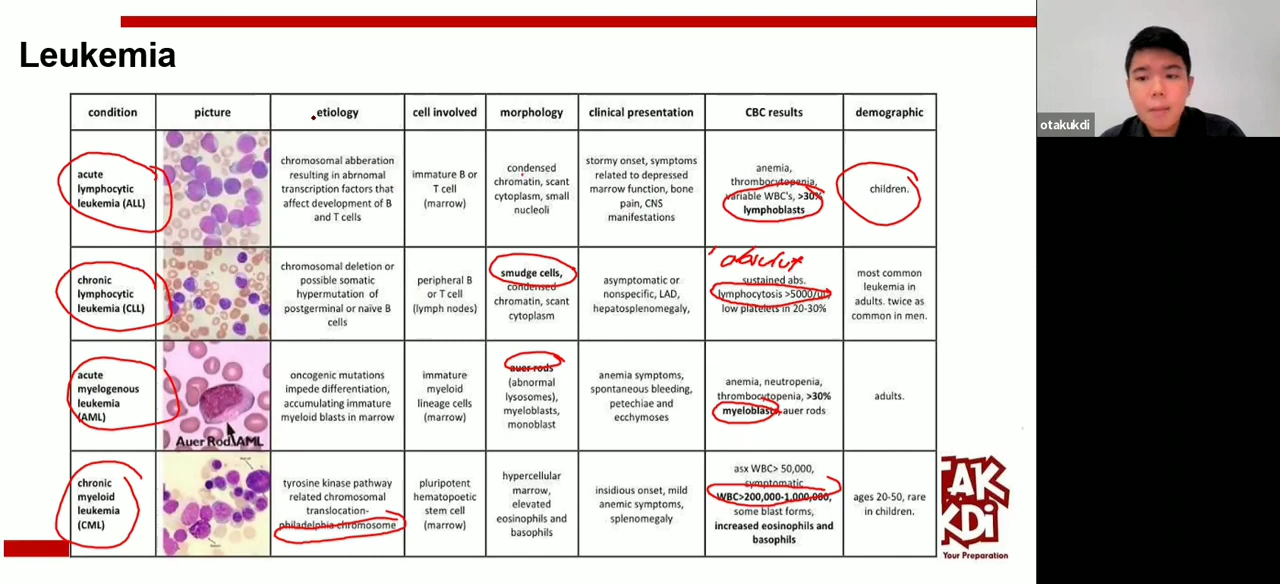 Leukemia
otakukdi
condition picture etiology cell involved morphology clinical presentation CBC results demographic
acute
lymphocytic
leukemia (ALL)
chromosomal abberation
resulting in abrnomal
transcription factors that
affect development of B
and T cells
immature B or
T cell
(marrow)
condensed
chromatin, scant
cytoplasm, small
nucleoli
stormy onset, symptoms
related to depressed
marrow function, bone
pain, CNS
manifestations
anemia,
thrombocytopenia,
variable WBC's, >30%
lymphoblasts
children.
chronic
lymphocytic
leukemia (CLL)
chromosomal deletion or
possible somatic
hypermutation of
postgerminal or naïve B
cells
peripheral B
or T cell
(lymph nodes)
smudge cells,
condensed
chromatin, scant
cytoplasm
asymptomatic or
nonspecific, LAD,
hepatosplenomegaly,
sustained abs.
lymphocytosis >5000/
low platelets in 20-30%
most common
leukemia in
adults. twice as
common in men.
acute
myelogenous
leukemia
(AML)
Auer Rod AML
oncogenic mutations
impede differentiation,
accumulating immature
myeloid blasts in marrow
immature
myeloid
lineage cells
(marrow)
auer rods
(abnormal
lysosomes),
myeloblasts,
monoblast
anemia symptoms,
spontaneous bleeding,
petechiae and
ecchymoses
anemia, neutropenia,
thrombocytopenia, >30%
myeloblasts, auer rods
adults.
chronic
myeloid
leukemia
(CML)
tyrosine kinase pathway
related chromosomal
translocation-
philadelphia chromosome
pluripotent
hematopoetic
stem cell
(marrow)
hypercellular
marrow,
elevated
eosinophils and
basophils
insidious onset, mild
anemic symptoms,
splenomegaly
asx WBC> 50,000,
symptomatic
WBC>200,000-1,000,000,
some blast forms,
increased eosinophils and
basophils
ages 20-50, rare
in children.
TAK
KDi
Your Preparation